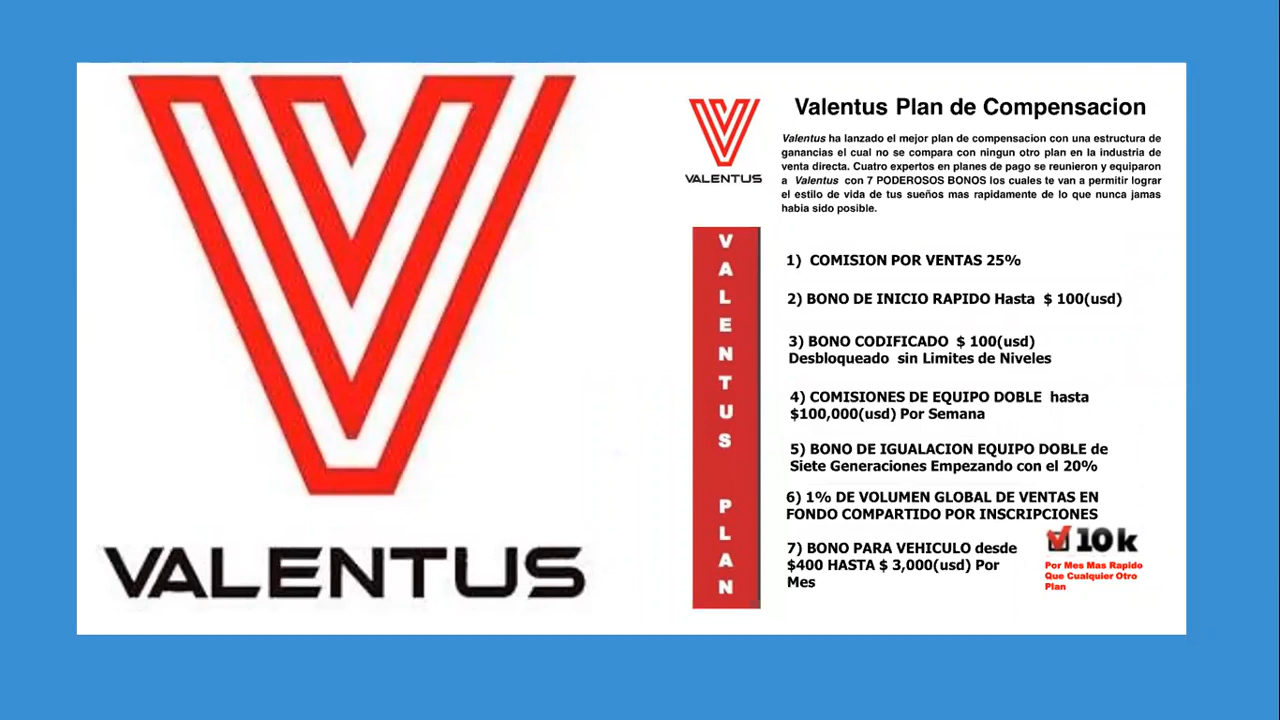 VALENTUS
VALENTUS
Valentus Plan de Compensacion
Valentus ha lanzado el mejor plan de compensacion con una estructura de
ganancias el cual no se compara con ningun otro plan en la industria de
venta directa. Cuatro expertos en planes de pago se reunieron y equiparon
a Valentus con 7 PODEROSOS BONOS los cuales te van a permitir lograr
el estilo de vida de tus sueños mas rapidamente de lo que nunca jamas
habia sido posible.
VALENTUS PLAN
1) COMISION POR VENTAS 25%
2) BONO DE INICIO RAPIDO Hasta $ 100(usd)
3) BONO CODIFICADO $ 100(usd)
Desbloqueado sin Limites de Niveles
4) COMISIONES DE EQUIPO DOBLE hasta
$100,000(usd) Por Semana
5) BONO DE IGUALACION EQUIPO DOBLE de
Siete Generaciones Empezando con el 20%
6) 1% DE VOLUMEN GLOBAL DE VENTAS EN
FONDO COMPARTIDO POR INSCRIPCIONES
7) BONO PARA VEHICULO desde
$400 HASTA $ 3,000(usd) Por
Mes
10k
Por Mes Mas Rapido
Que Cualquier Otro
Plan